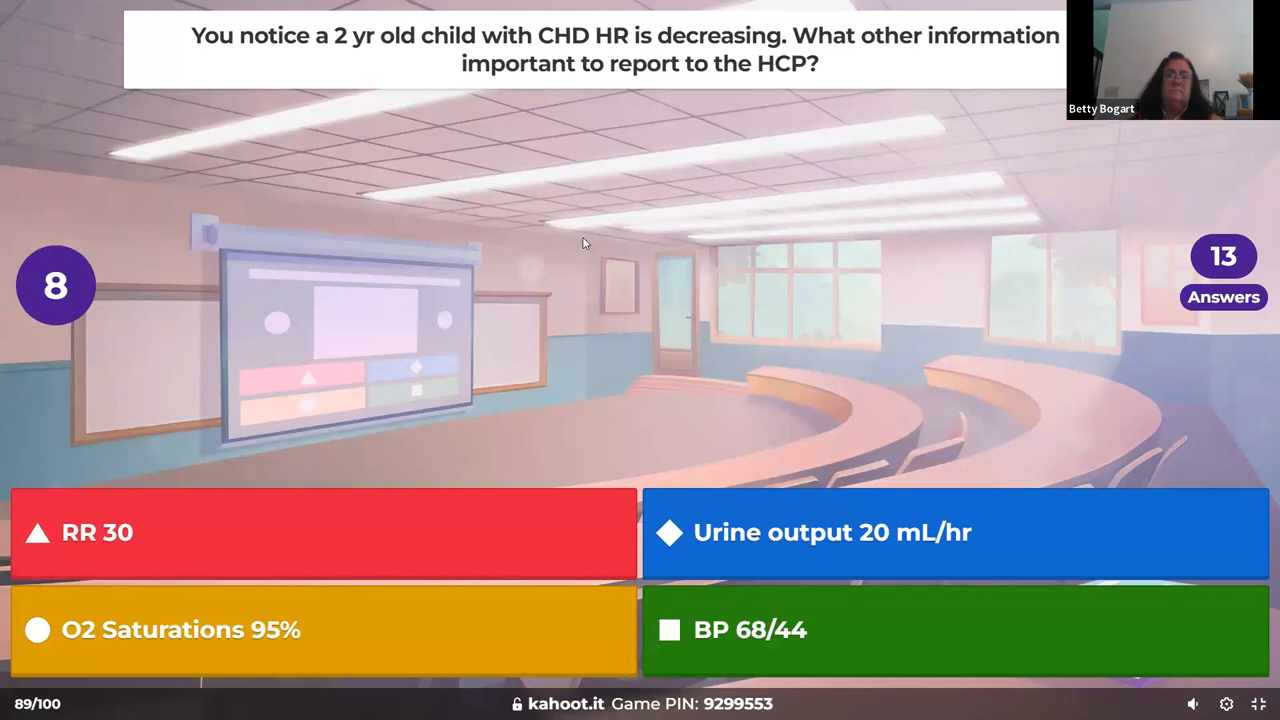 You notice a 2 yr old child with CHD HR is decreasing. What other information
important to report to the HCP?
Betty Bogart
8
13
Answers
RR 30
Urine output 20 mL/hr
O2 Saturations 95%
BP 68/44
89/100
kahoot.it Game PIN: 9299553